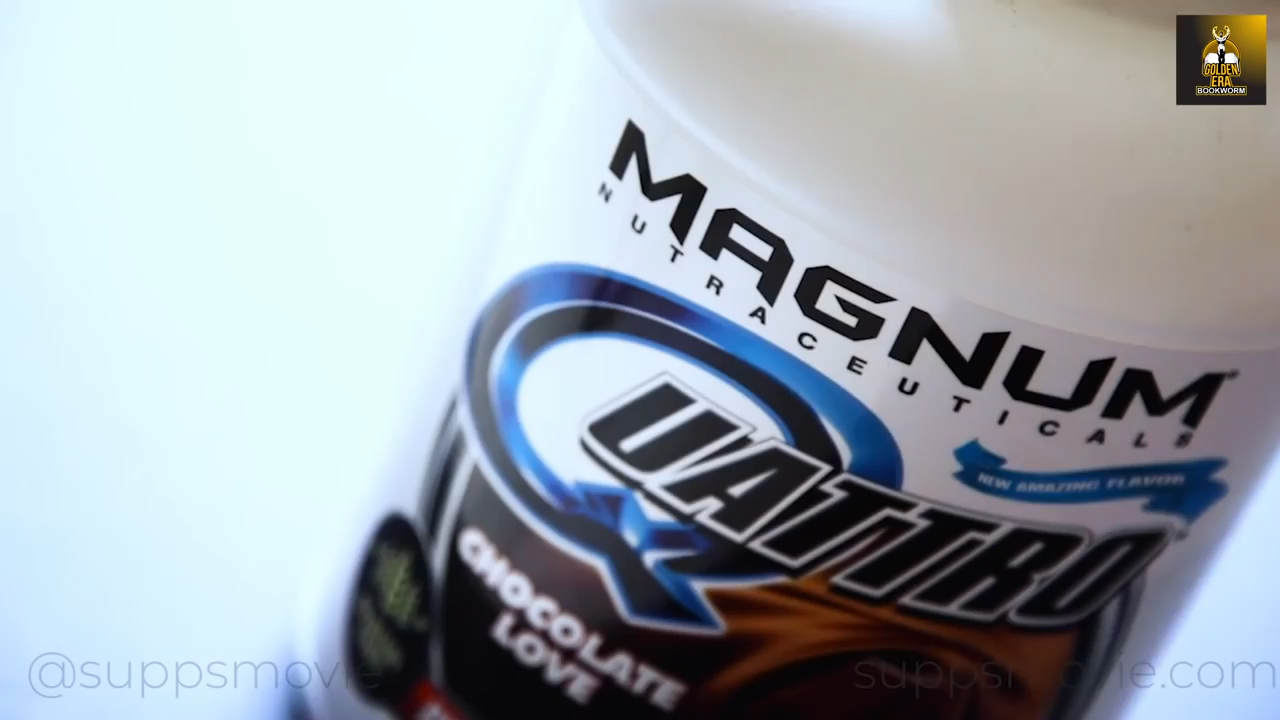 GOLDEN
ERA
BOOKWORM
MAGNUM
NUTRACEUTICALS
QUATTRO
NEW AMAZING FLAVOR
CHOCOLATE
LOVE
@suppsmovie
suppsmovie.com